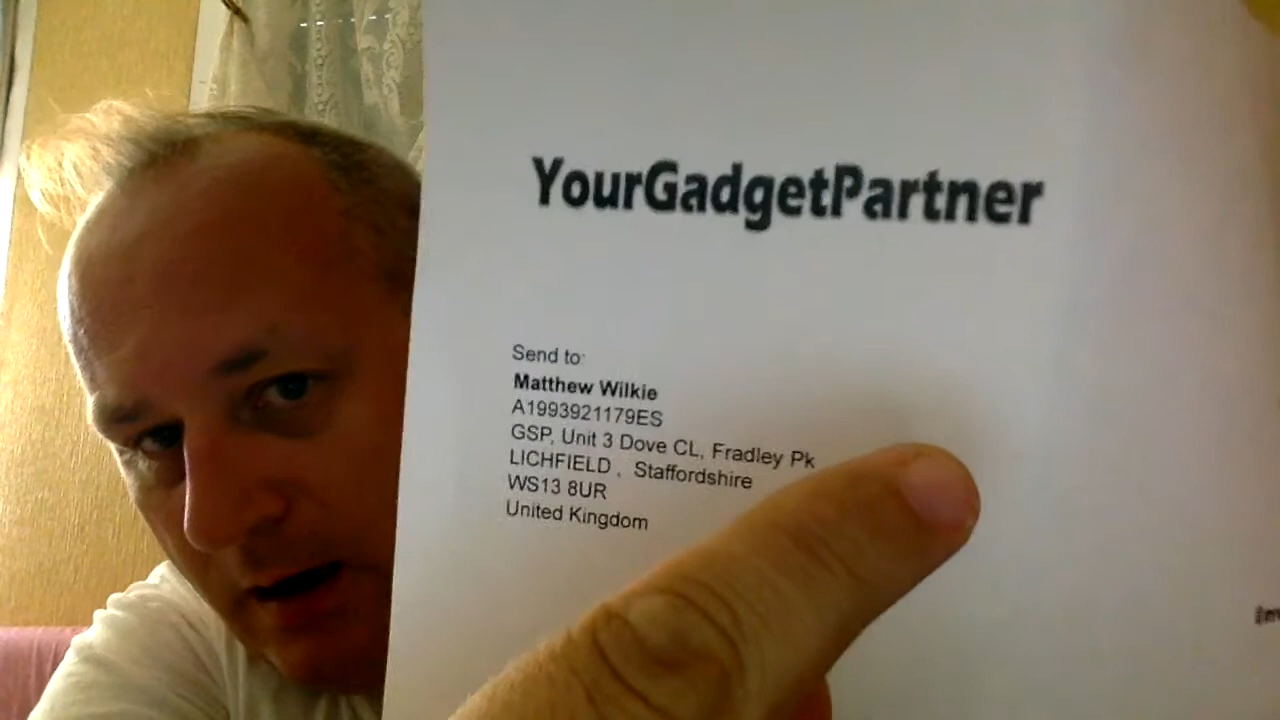 YourGadgetPartner
Send to:
Matthew Wilkie
A1993921179ES
GSP, Unit 3 Dove CL, Fradley Pk
LICHFIELD , Staffordshire
WS13 8UR
United Kingdom